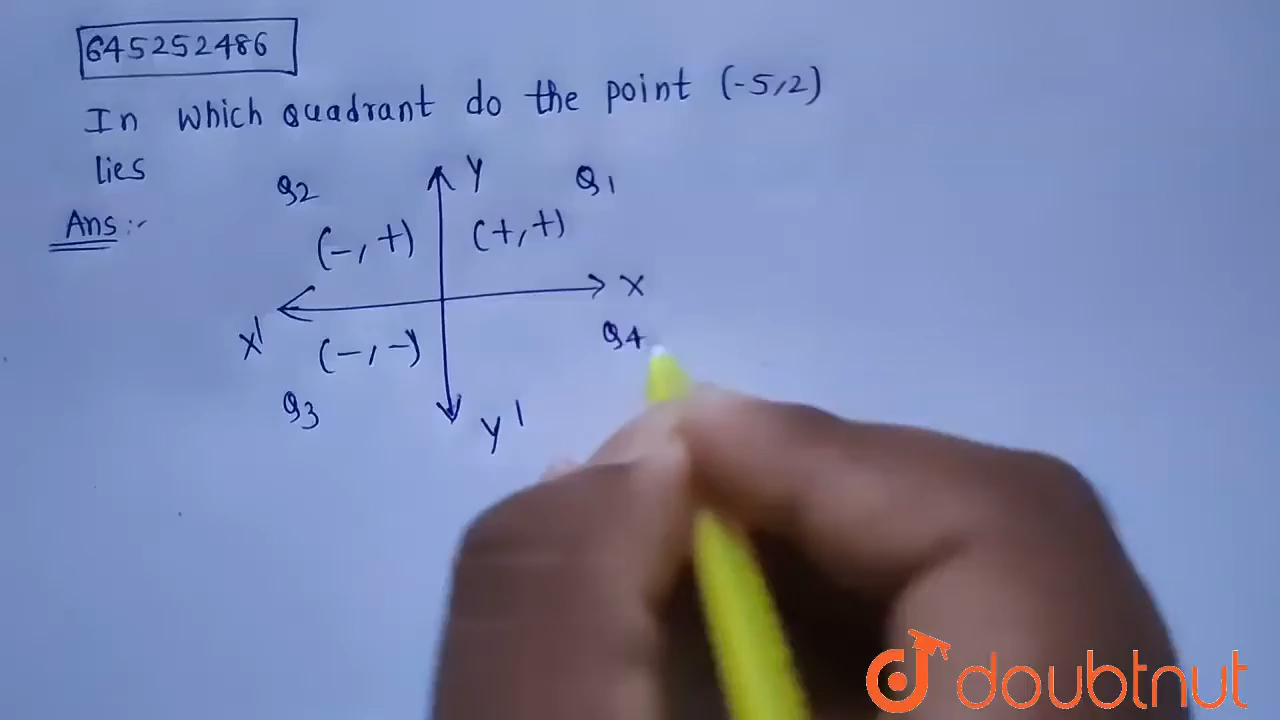 645252486
In which quadrant do the point (-5,2)
lies
Ans:-
Q2
Y
Q1
(-,+)
(+,+)
X
X'
(-,-)
Q4
Q3
Y'
doubtnut